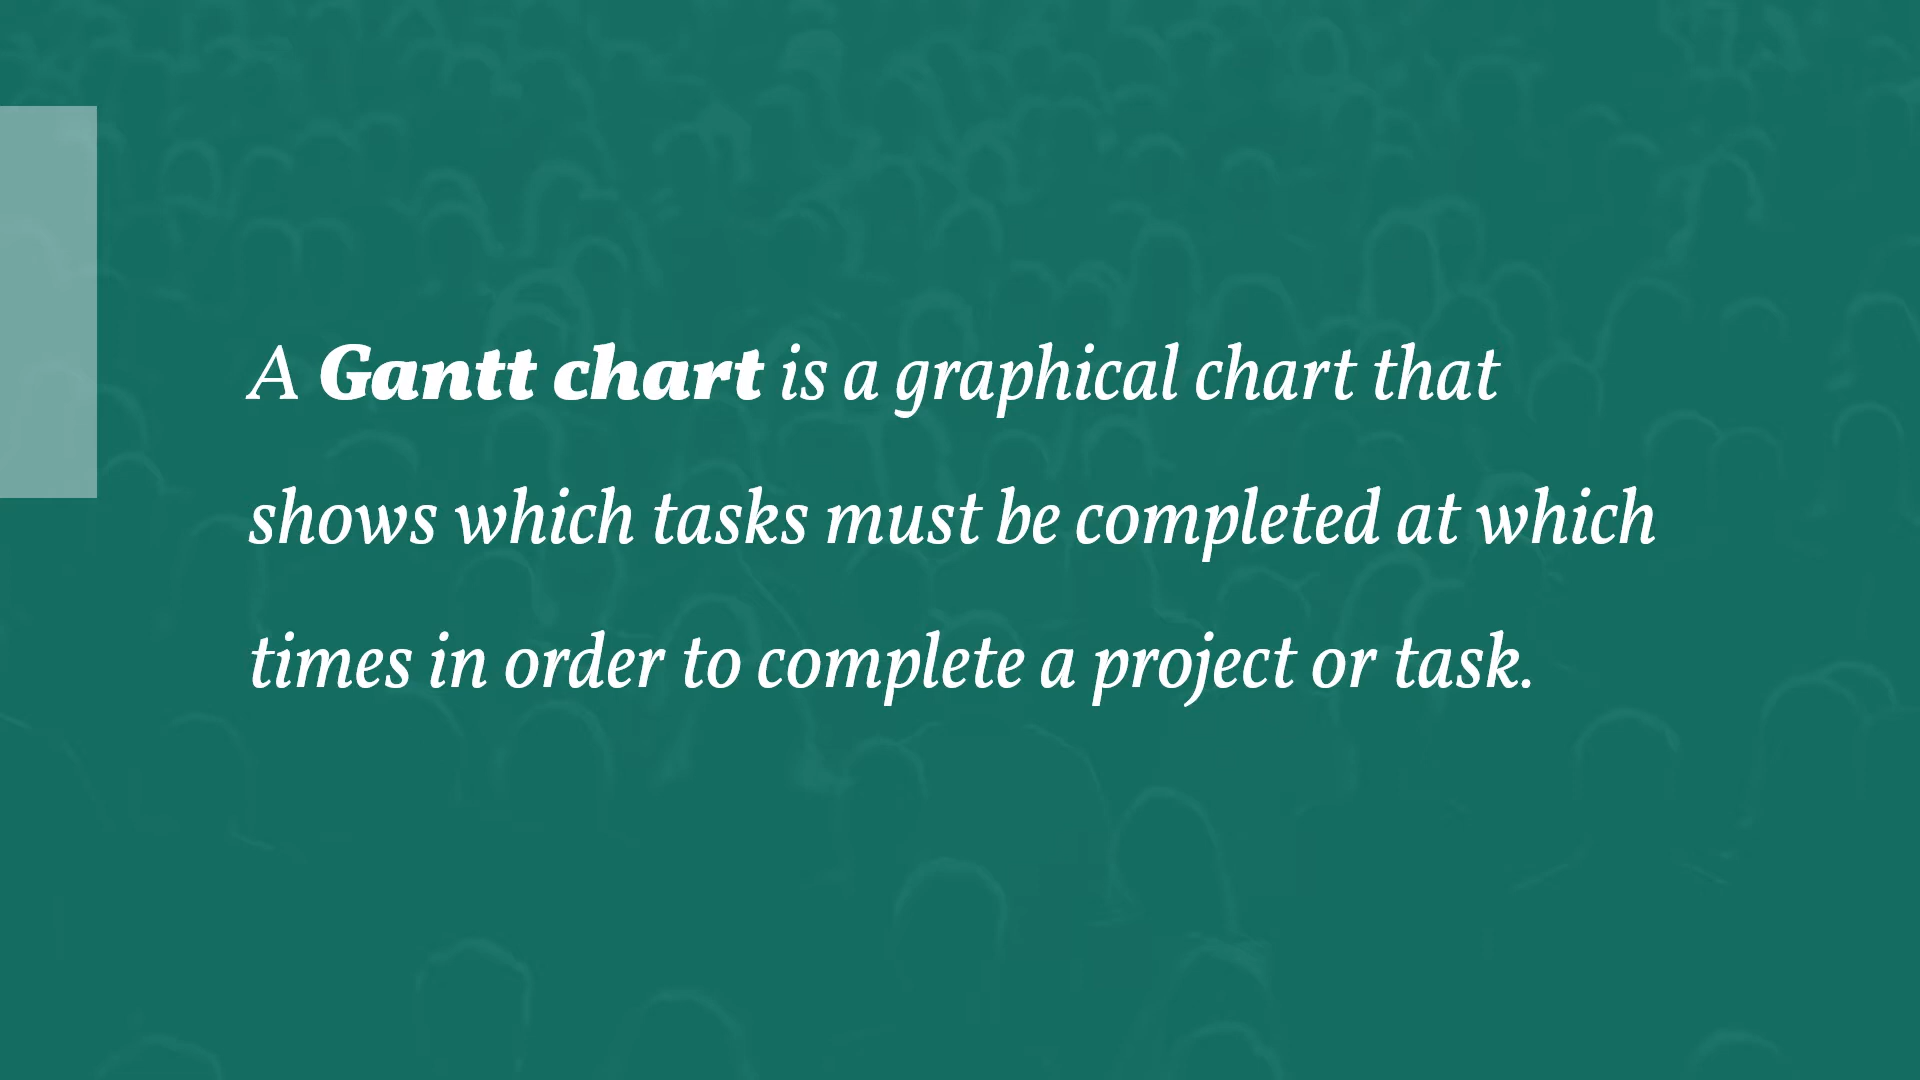 A Gantt chart is a graphical chart that
shows which tasks must be completed at which
times in order to complete a project or task.